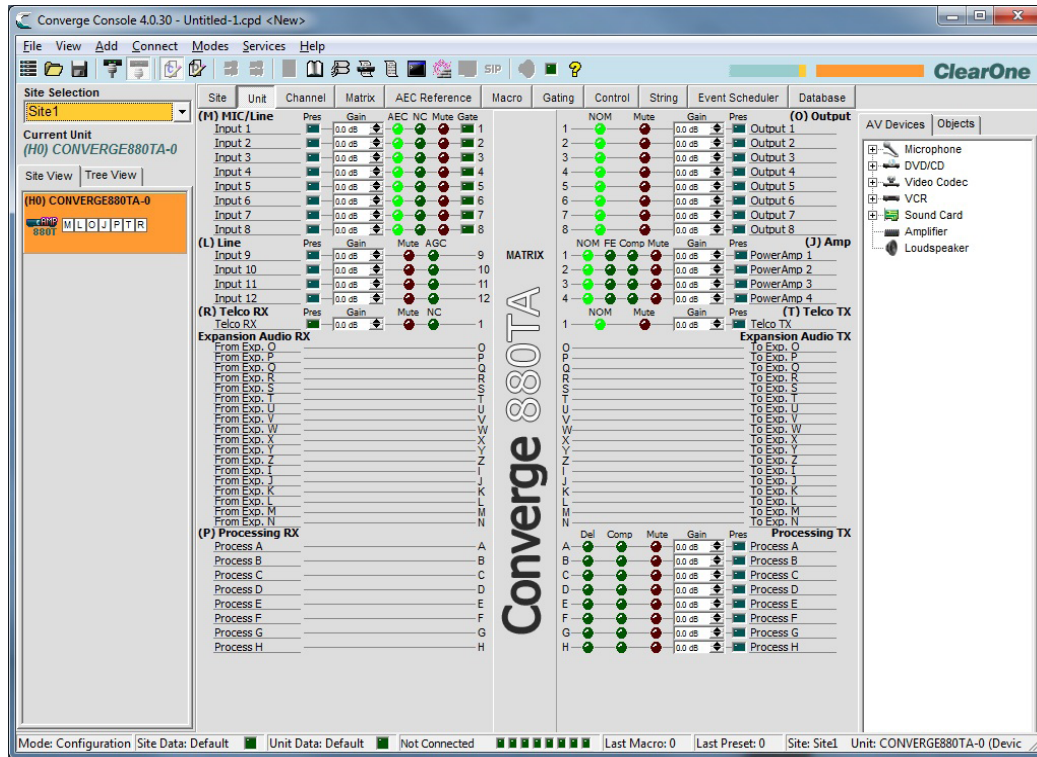 Converge Console 4.0.30 - Untitled-1.cpd <New>
File View Add Connect Modes Services Help
SIP
ClearOne
Site Selection
Site1
Current Unit
(H0) CONVERGE880TA-0
Site View Tree View
(H0) CONVERGE880TA-0
AMP
880T
M L O J P T R
Site Unit Channel Matrix AEC Reference Macro Gating Control String Event Scheduler Database
(M) MIC/Line Pres Gain AEC NC Mute Gate
Input 1 0.0 dB 1
Input 2 0.0 dB 2
Input 3 0.0 dB 3
Input 4 0.0 dB 4
Input 5 0.0 dB 5
Input 6 0.0 dB 6
Input 7 0.0 dB 7
Input 8 0.0 dB 8
(L) Line Pres Gain Mute AGC
Input 9 0.0 dB 9
Input 10 0.0 dB 10
Input 11 0.0 dB 11
Input 12 0.0 dB 12
(R) Telco RX Pres Gain Mute NC
Telco RX 0.0 dB 1
Expansion Audio RX
From Exp. O O
From Exp. P P
From Exp. Q Q
From Exp. R R
From Exp. S S
From Exp. T T
From Exp. U U
From Exp. V V
From Exp. W W
From Exp. X X
From Exp. Y Y
From Exp. Z Z
From Exp. I I
From Exp. J J
From Exp. K K
From Exp. L L
From Exp. M M
From Exp. N N
(P) Processing RX
Process A A
Process B B
Process C C
Process D D
Process E E
Process F F
Process G G
Process H H
MATRIX
Converge 880TA
NOM Mute Gain Pres (O) Output
1 0.0 dB Output 1
2 0.0 dB Output 2
3 0.0 dB Output 3
4 0.0 dB Output 4
5 0.0 dB Output 5
6 0.0 dB Output 6
7 0.0 dB Output 7
8 0.0 dB Output 8
NOM FE Comp Mute Gain Pres (J) Amp
1 0.0 dB PowerAmp 1
2 0.0 dB PowerAmp 2
3 0.0 dB PowerAmp 3
4 0.0 dB PowerAmp 4
NOM Mute Gain Pres (T) Telco TX
1 0.0 dB Telco TX
Expansion Audio TX
O To Exp. O
P To Exp. P
Q To Exp. Q
R To Exp. R
S To Exp. S
T To Exp. T
U To Exp. U
V To Exp. V
W To Exp. W
X To Exp. X
Y To Exp. Y
Z To Exp. Z
I To Exp. I
J To Exp. J
K To Exp. K
L To Exp. L
M To Exp. M
N To Exp. N
Del Comp Mute Gain Pres Processing TX
A 0.0 dB Process A
B 0.0 dB Process B
C 0.0 dB Process C
D 0.0 dB Process D
E 0.0 dB Process E
F 0.0 dB Process F
G 0.0 dB Process G
H 0.0 dB Process H
AV Devices Objects
Microphone
DVD/CD
Video Codec
VCR
Sound Card
Amplifier
Loudspeaker
Mode: Configuration Site Data: Default Unit Data: Default Not Connected Last Macro: 0 Last Preset: 0 Site: Site1 Unit: CONVERGE880TA-0 (Devic